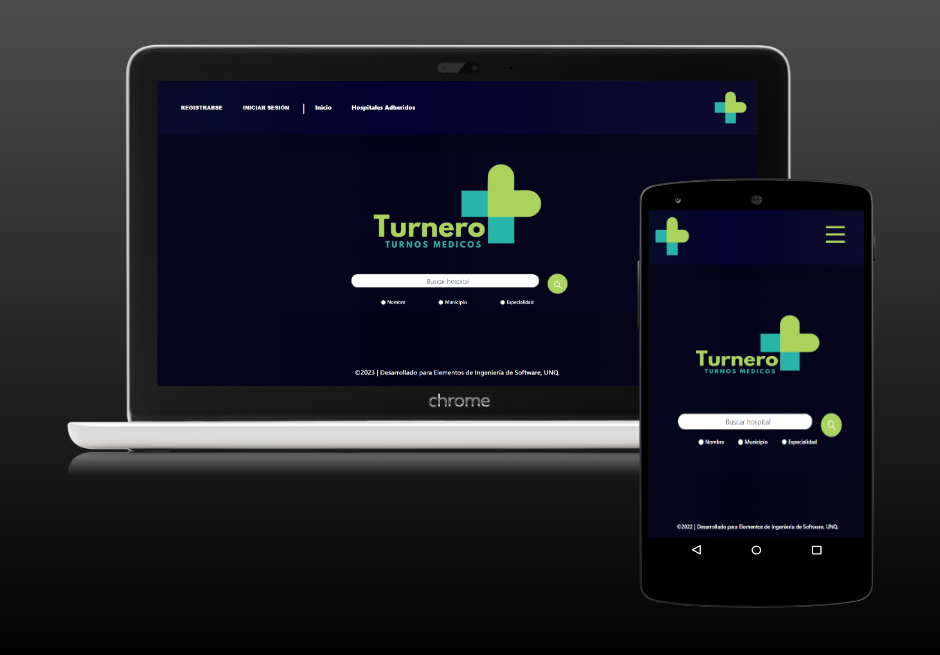 REGISTRARSE INICIAR SESIÓN | Inicio Hospitales Adheridos
Turnero
TURNOS MEDICOS
Buscar hospital
Nombre Municipio Especialidad
©2023 | Desarrollado para Elementos de Ingeniería de Software, UNQ.
chrome
Turnero
TURNOS MEDICOS
Buscar hospital
Nombre Municipio Especialidad
©2022 | Desarrollado para Elementos de Ingeniería de Software, UNQ.